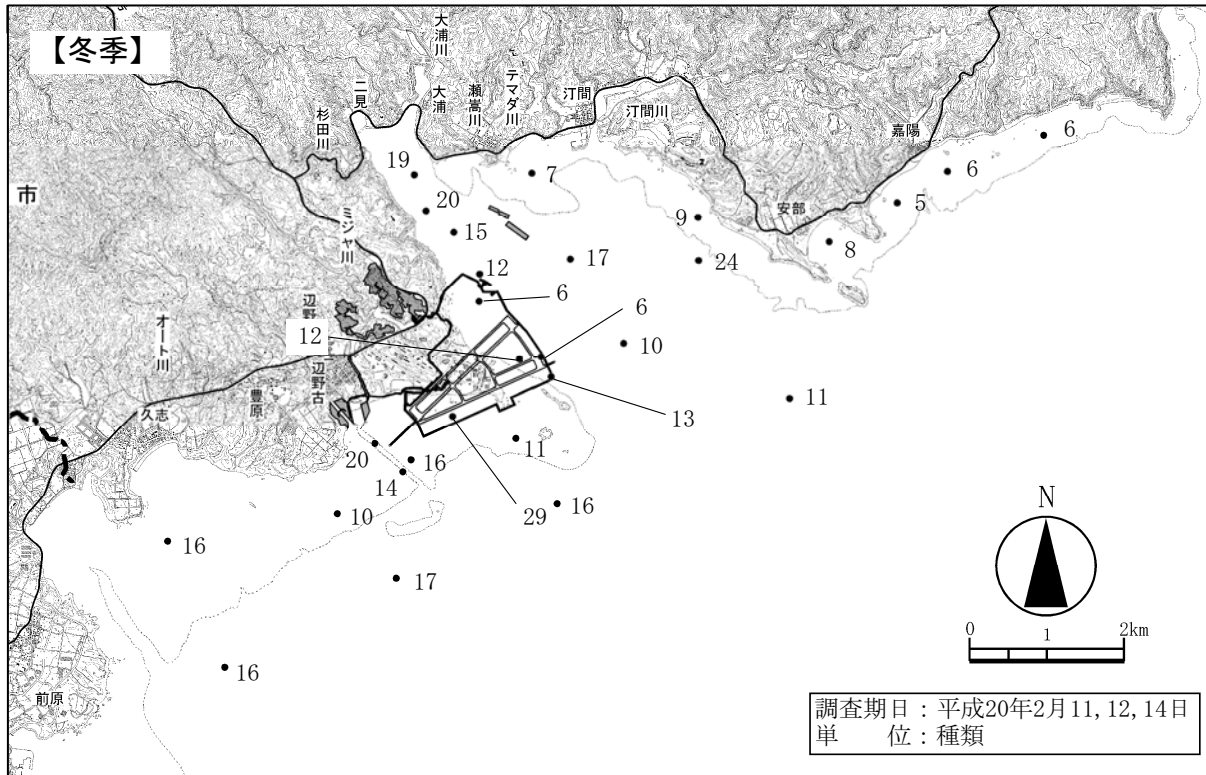 【冬季】
大浦川
二見
大浦
瀬嵩川
テマダ川
汀間
汀間川
杉田川
嘉陽
6
19
7
6
市
20
5
9
安部
ミジャ川
15
8
17
24
12
6
6
辺野
オート川
12
10
辺野古
豊原
11
13
久志
11
20
16
14
29
16
10
16
N
17
0
1
2km
16
前原
調査期日：平成20年2月11,12,14日
単　　位：種類